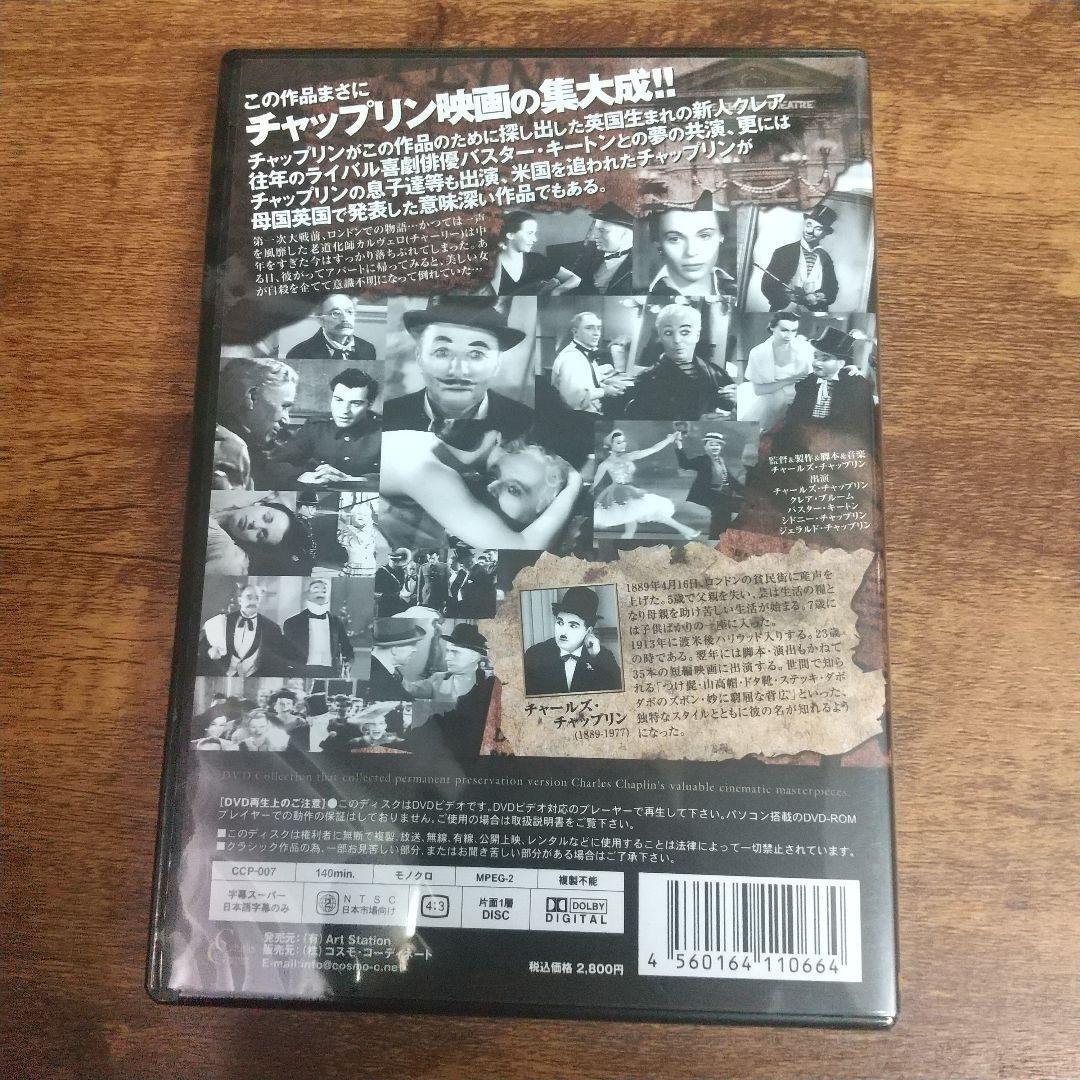 この作品まさに
チャップリン映画の集大成!!
チャップリンがこの作品のために探し出した英国生まれの新人クレア
往年のライバル喜劇俳優バスター・キートンとの夢の共演、更には
チャップリンの息子達等も出演、米国を追われたチャップリンが
母国英国で発表した意味深い作品でもある。
第一次大戦前、ロンドンでの物語…かつては一声
を風靡した老道化師カルヴェロ(チャーリー)は中
年をすぎた今はすっかり落ちぶれてしまった。あ
る日、彼がってアパートに帰ってみると、美しい女
が自殺を企てて意識不明になって倒れていた…
監督&製作&脚本&音楽
チャールズ・チャップリン
出演
チャールズ・チャップリン
クレア・ブルーム
バスター・キートン
シドニー・チャップリン
ジェラルド・チャップリン
1889年4月16日、ロンドンの貧民街に産声を
上げた。5歳で父親を失い、芸は生活の糧と
なり母親を助け苦しい生活が始まる。7歳に
は子供ばかりの一座に入った。
1913年に渡米後ハリウッド入りする。23歳
の時である。翌年には脚本・演出もかねて
35本の短編映画に出演する。世間で知ら
れる「つけ髭・山高帽・ドタ靴・ステッキ・ダボ
ダボのズボン・妙に窮屈な背広」といった、
独特なスタイルとともに彼の名が知れるよう
になった。
チャールズ・
チャップリン
(1889-1977)
DVD Collection that collected permanent preservation version Charles Chaplin's valuable cinematic masterpieces.
[DVD再生上のご注意]●このディスクはDVDビデオです。DVDビデオ対応のプレーヤーで再生して下さい。パソコン搭載のDVD-ROM
プレイヤーでの動作の保証はしておりません。ご使用の場合は取扱説明書をご覧下さい。
■このディスクは権利者に無断で複製、放送、無線、有線、公開上映、レンタルなどに使用することは法律によって一切禁止されています。
■クラシック作品の為、一部お見苦しい部分、またはお聞き苦しい部分がある場合はご了承下さい。
CCP-007 140min. モノクロ MPEG-2 複製不能
字幕スーパー
日本語字幕のみ
2
NTSC
日本市場向け
4:3
片面1層
DISC
DOLBY
DIGITAL
発売元:(有)Art Station
販売元:(株)コスモ・コーディネート
E-mail:info@cosmo-c.net
税込価格 2,800円
4 560164 110664